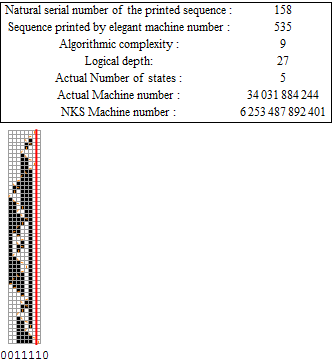 Natural serial number of the printed sequence : 158
Sequence printed by elegant machine number : 535
Algorithmic complexity : 9
Logical depth: 27
Actual Number of states : 5
Actual Machine number : 34 031 884 244
NKS Machine number : 6 253 487 892 401
0011110